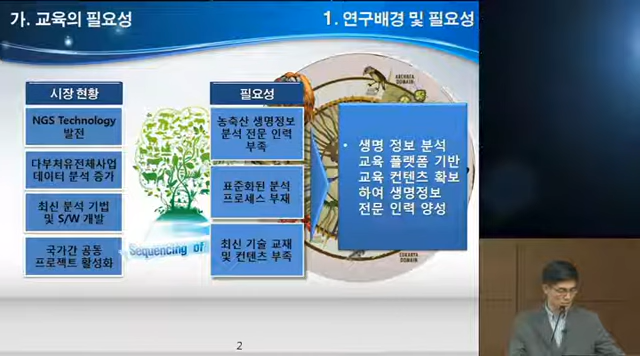 가. 교육의 필요성
1. 연구배경 및 필요성
시장 현황
NGS Technology
발전
다부처유전체사업
데이터 분석 증가
최신 분석 기법
및 S/W 개발
국가간 공동
프로젝트 활성화
필요성
농축산 생명정보
분석 전문 인력
부족
표준화된 분석
프로세스 부재
최신 기술 교재
및 컨텐츠 부족
• 생명 정보 분석
교육 플랫폼 기반
교육 컨텐츠 확보
하여 생명정보
전문 인력 양성
ARCHAEA
DOMAIN
Sequencing of
EUKARYA
DOMAIN
2